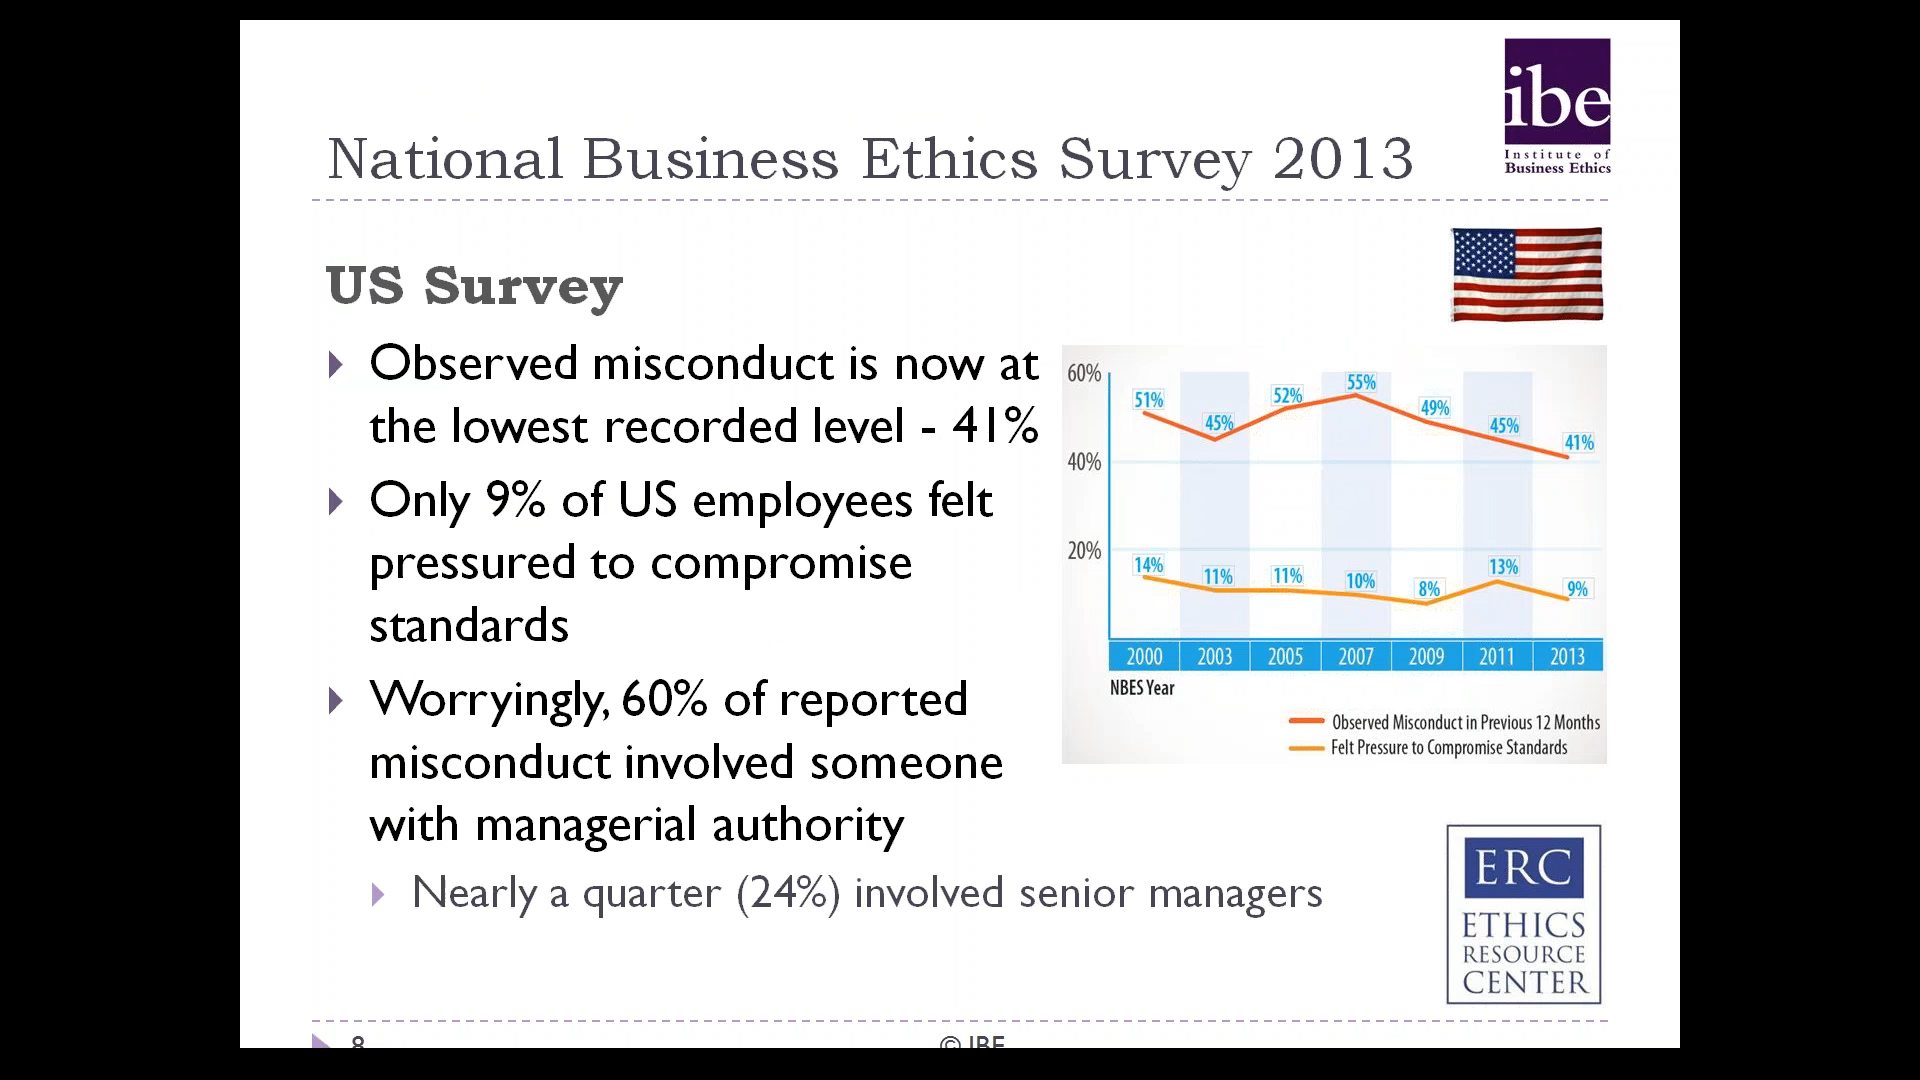 ibe
Institute of
Business Ethics
National Business Ethics Survey 2013
US Survey
Observed misconduct is now at
the lowest recorded level - 41%
Only 9% of US employees felt
pressured to compromise
standards
Worryingly, 60% of reported
misconduct involved someone
with managerial authority
Nearly a quarter (24%) involved senior managers
60%
40%
20%
51% 45% 52% 55% 49% 45% 41%
14% 11% 11% 10% 8% 13% 9%
2000 2003 2005 2007 2009 2011 2013
NBES Year
Observed Misconduct in Previous 12 Months
Felt Pressure to Compromise Standards
ERC
ETHICS
RESOURCE
CENTER
8
© IBE